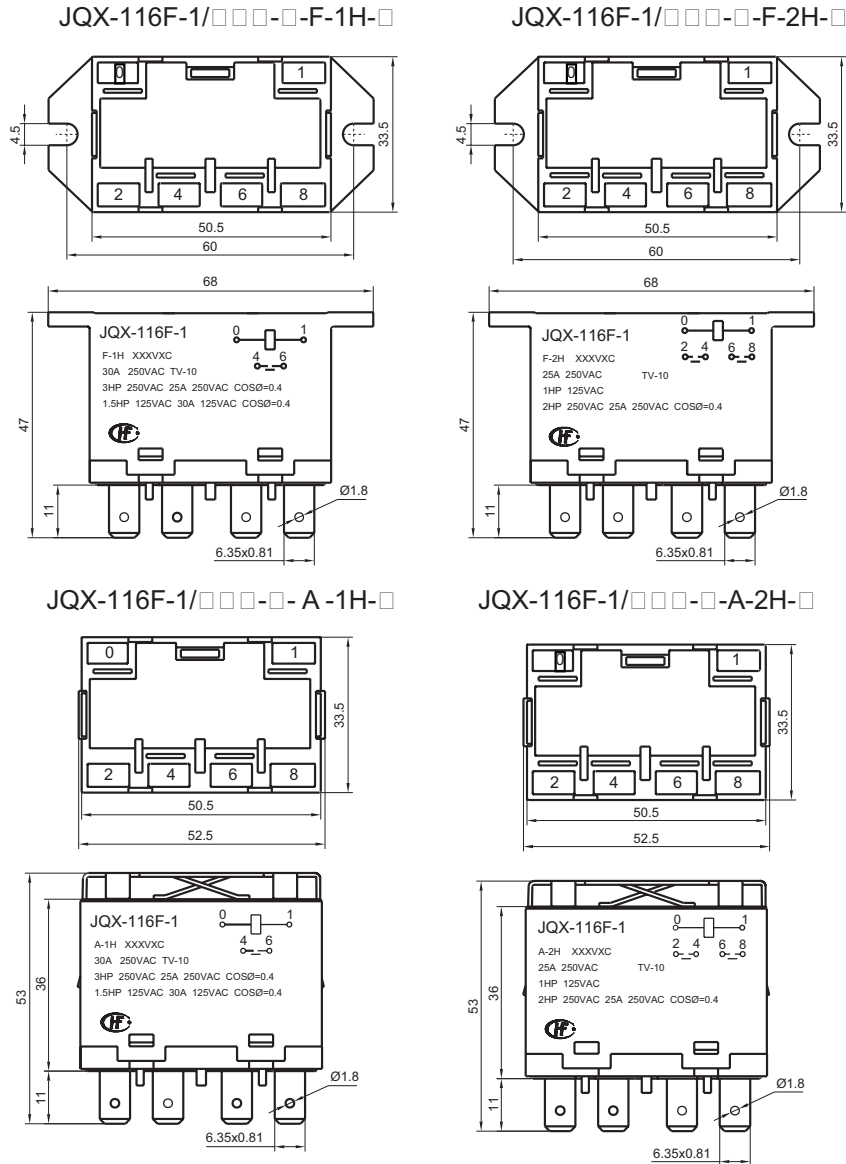 JQX-116F-1/□□□-□-F-1H-□
0 1
4.5
33.5
2 4 6 8
50.5
60
68
JQX-116F-1
0 1
F-1H XXXVXC
4 6
30A 250VAC TV-10
3HP 250VAC 25A 250VAC COSØ=0.4
1.5HP 125VAC 30A 125VAC COSØ=0.4
HF
47
11
Ø1.8
6.35x0.81
JQX-116F-1/□□□-□-F-2H-□
0 1
4.5
33.5
2 4 6 8
50.5
60
68
0 1
JQX-116F-1
2 4 6 8
F-2H XXXVXC
25A 250VAC TV-10
1HP 125VAC
2HP 250VAC 25A 250VAC COSØ=0.4
HF
47
11
Ø1.8
6.35x0.81
JQX-116F-1/□□□-□- A -1H-□
0 1
33.5
2 4 6 8
50.5
52.5
JQX-116F-1
0 1
A-1H XXXVXC
4 6
30A 250VAC TV-10
3HP 250VAC 25A 250VAC COSØ=0.4
1.5HP 125VAC 30A 125VAC COSØ=0.4
HF
53
36
11
Ø1.8
6.35x0.81
JQX-116F-1/□□□-□-A-2H-□
0 1
33.5
2 4 6 8
50.5
52.5
JQX-116F-1
0 1
2 4 6 8
A-2H XXXVXC
25A 250VAC TV-10
1HP 125VAC
2HP 250VAC 25A 250VAC COSØ=0.4
HF
53
36
11
Ø1.8
6.35x0.81